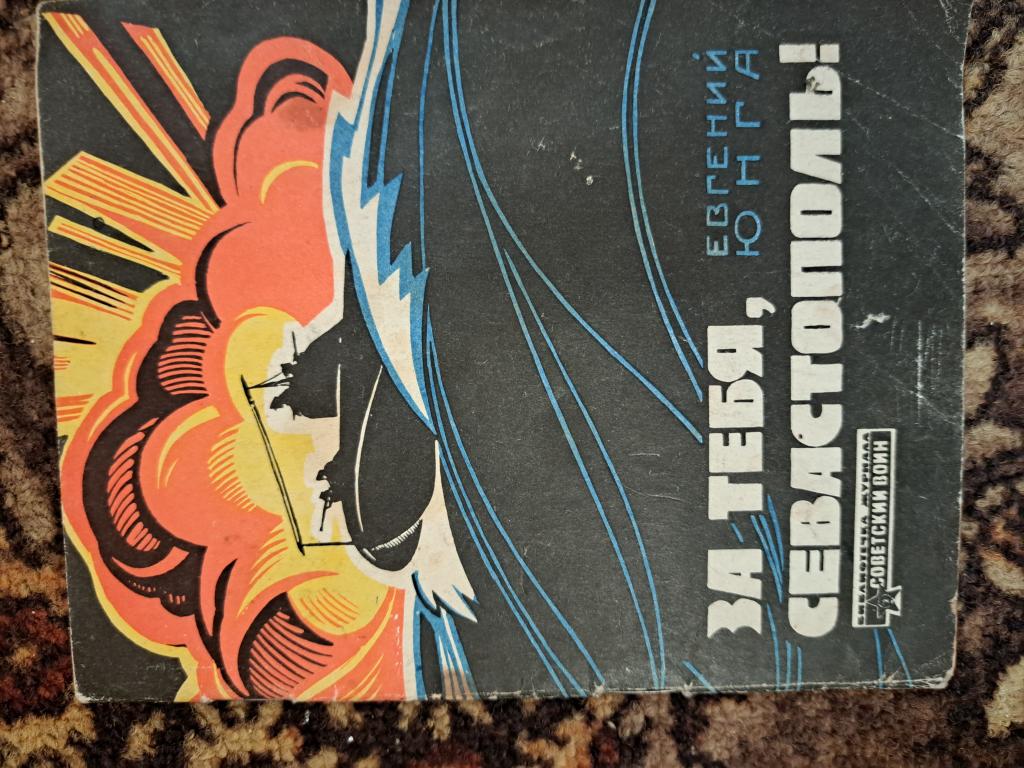 ЕВГЕНИЙ
ЮНГА
ЗА ТЕБЯ,
СЕВАСТОПОЛЬ!
БИБЛИОТЕЧКА ЖУРНАЛА
СОВЕТСКИЙ ВОИН